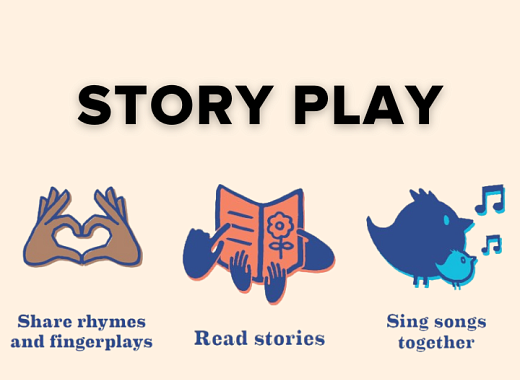 STORY PLAY
Share rhymes
and fingerplays
Read stories
Sing songs
together